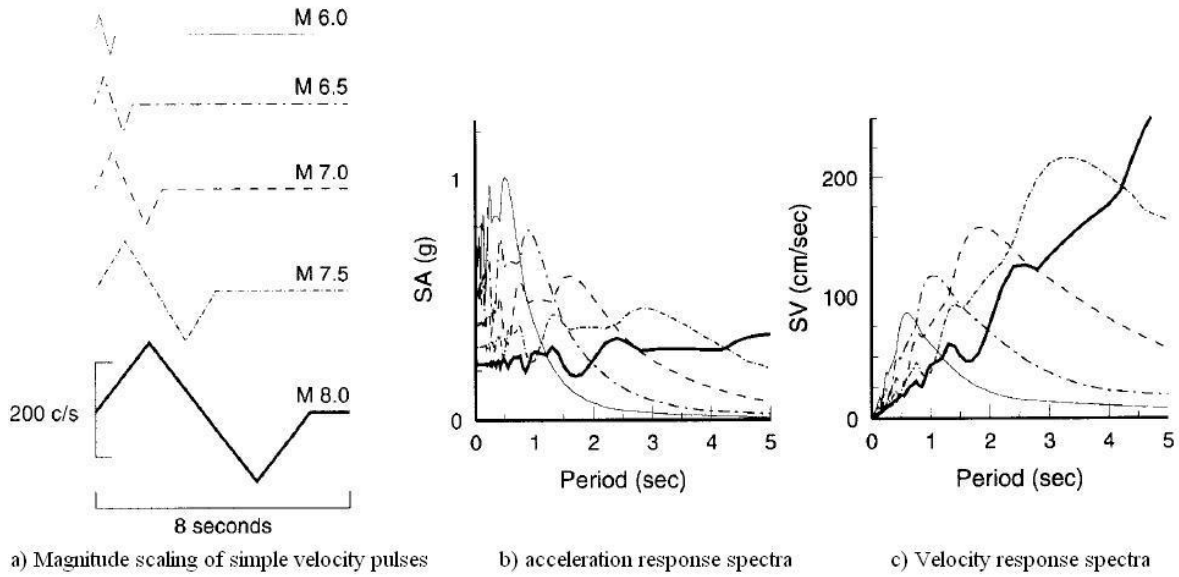 M 6.0
M 6.5
M 7.0
M 7.5
M 8.0
200 c/s
8 seconds
a) Magnitude scaling of simple velocity pulses
1
0
SA (g)
0 1 2 3 4 5
Period (sec)
b) acceleration response spectra
200
100
0
SV (cm/sec)
0 1 2 3 4 5
Period (sec)
c) Velocity response spectra